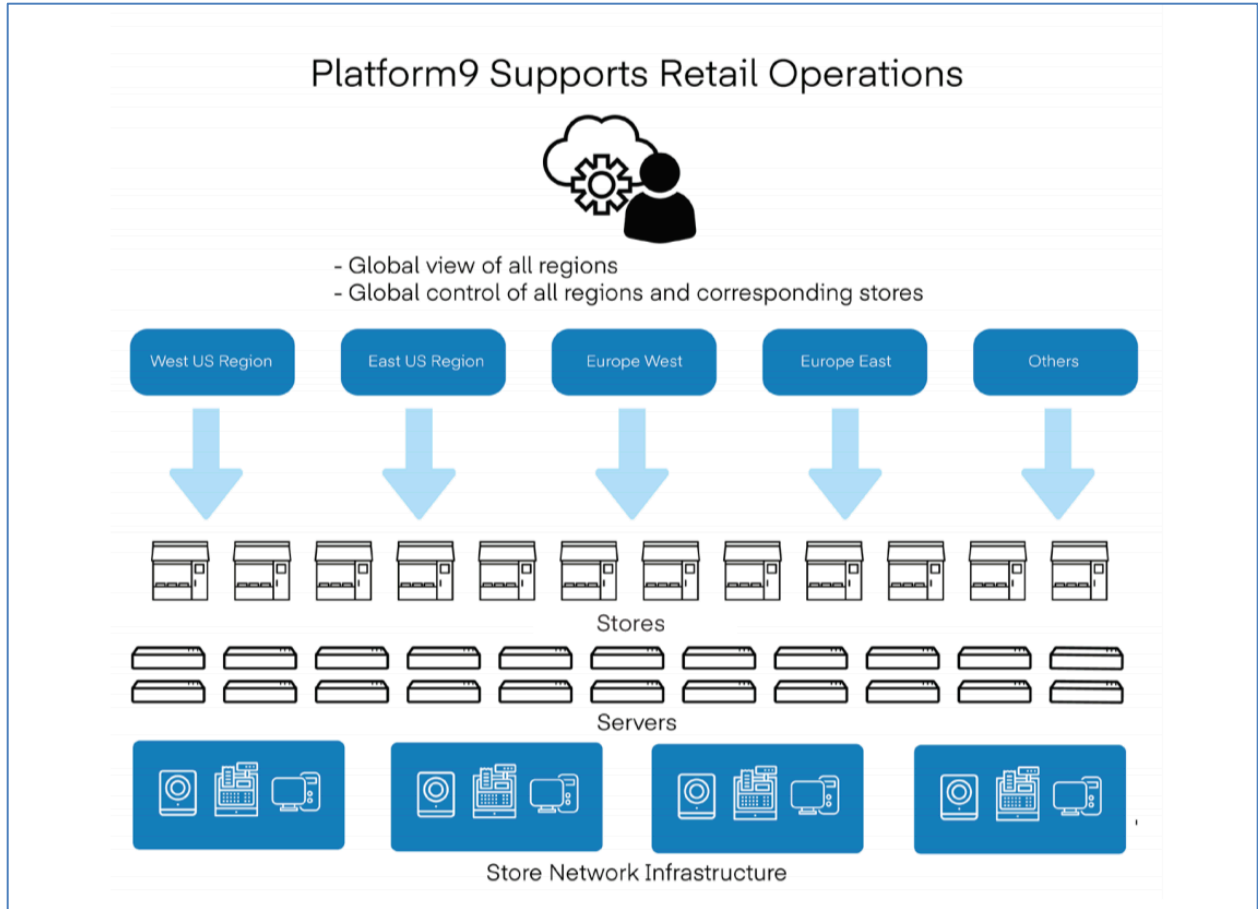 Platform9 Supports Retail Operations
- Global view of all regions
- Global control of all regions and corresponding stores
West US Region
East US Region
Europe West
Europe East
Others
Stores
Servers
Store Network Infrastructure